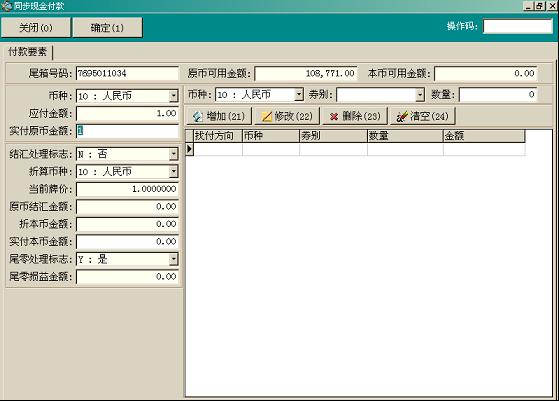 同步现金付款
关闭(0) 确定(1) 操作码:
付款要素
尾箱号码: 7695011034 原币可用金额: 108,771.00 本币可用金额: 0.00
币种: 10 : 人民币 币种: 10 : 人民币 券别: 数量: 0
应付金额: 1.00 增加(21) 修改(22) 删除(23) 清空(24)
实付原币金额: 1 找付方向 币种 券别 数量 金额
结汇处理标志: N : 否
折算币种: 10 : 人民币
当前牌价: 1.0000000
原币结汇金额: 0.00
折本币金额: 0.00
实付本币金额: 0.00
尾零处理标志: Y : 是
尾零损益金额: 0.00